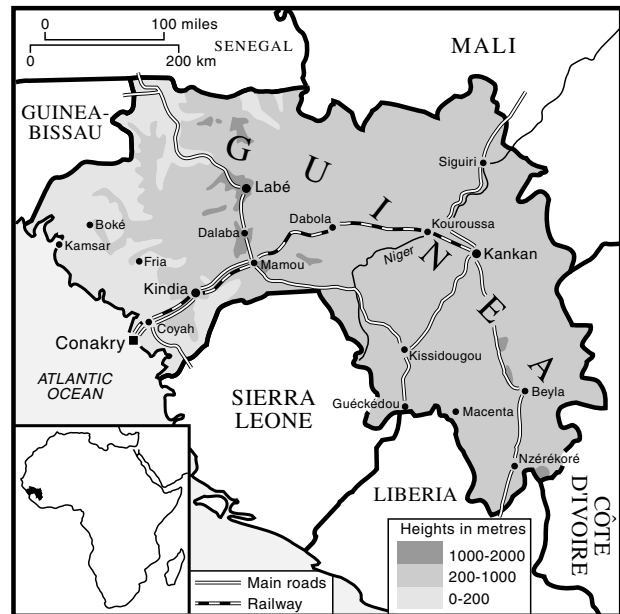 0 100 miles
0 200 km
SENEGAL
MALI
GUINEA-
BISSAU
GUINEA
Siguiri
Labé
Boké
Dabola
Kouroussa
Kamsar
Dalaba
Niger
Kankan
Fria
Mamou
Kindia
Coyah
Conakry
Kissidougou
ATLANTIC
OCEAN
SIERRA
LEONE
Guéckédou
Beyla
Macenta
Nzérékoré
LIBERIA
CÔTE
D'IVOIRE
Heights in metres
1000-2000
200-1000
0-200
Main roads
Railway